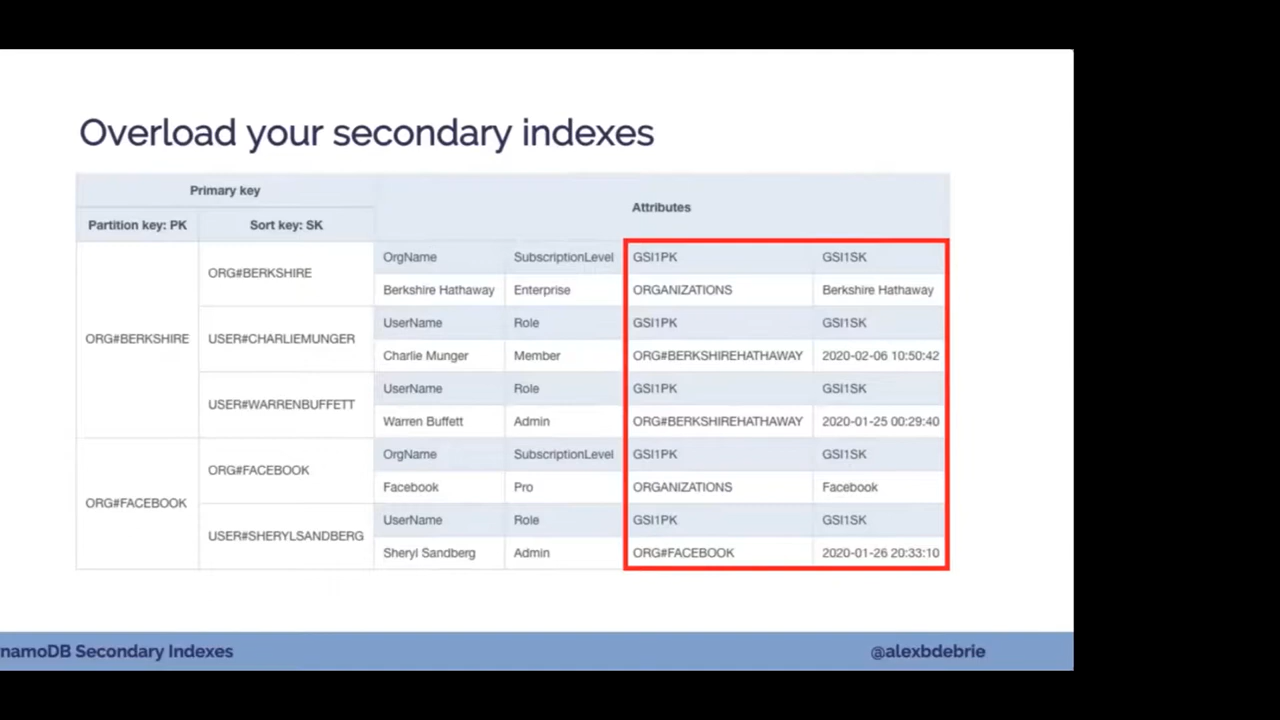 Overload your secondary indexes
Primary key
Attributes
Partition key: PK Sort key: SK
OrgName SubscriptionLevel GSI1PK GSI1SK
ORG#BERKSHIRE
Berkshire Hathaway Enterprise ORGANIZATIONS Berkshire Hathaway
UserName Role GSI1PK GSI1SK
ORG#BERKSHIRE USER#CHARLIEMUNGER
Charlie Munger Member ORG#BERKSHIREHATHAWAY 2020-02-06 10:50:42
UserName Role GSI1PK GSI1SK
USER#WARRENBUFFETT
Warren Buffett Admin ORG#BERKSHIREHATHAWAY 2020-01-25 00:29:40
OrgName SubscriptionLevel GSI1PK GSI1SK
ORG#FACEBOOK
Facebook Pro ORGANIZATIONS Facebook
ORG#FACEBOOK
UserName Role GSI1PK GSI1SK
USER#SHERYLSANDBERG
Sheryl Sandberg Admin ORG#FACEBOOK 2020-01-26 20:33:10
namoDB Secondary Indexes @alexbdebrie